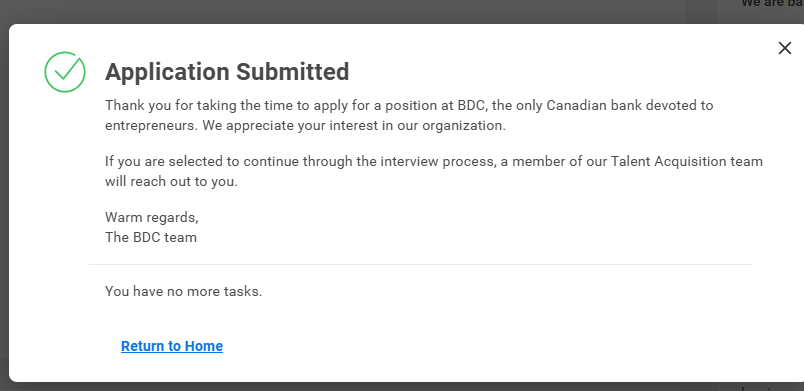 We are ba
Application Submitted
Thank you for taking the time to apply for a position at BDC, the only Canadian bank devoted to
entrepreneurs. We appreciate your interest in our organization.
If you are selected to continue through the interview process, a member of our Talent Acquisition team
will reach out to you.
Warm regards,
The BDC team
You have no more tasks.
Return to Home